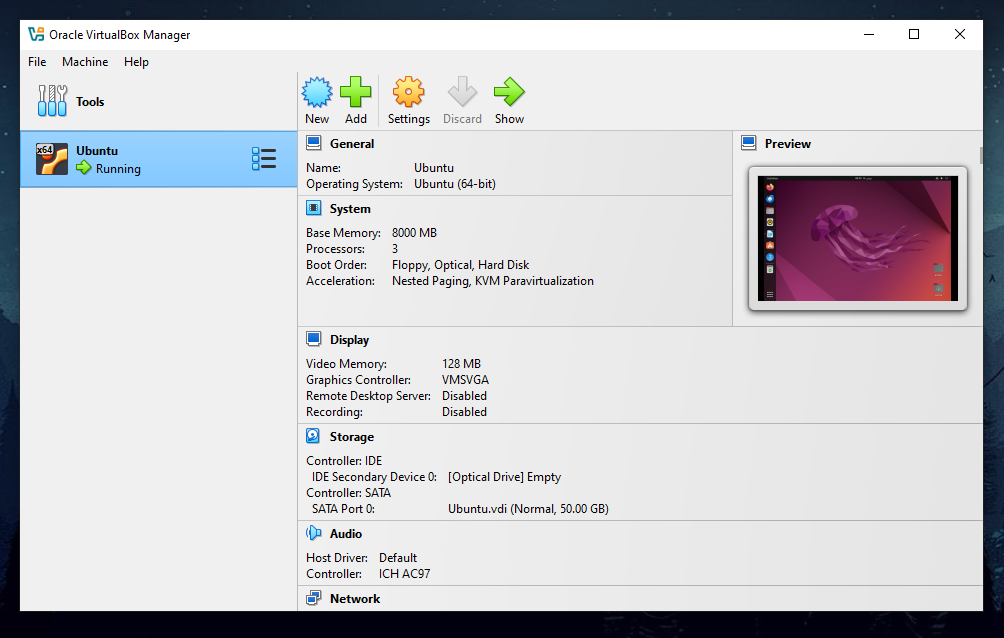 Oracle VirtualBox Manager
File Machine Help
Tools
New Add Settings Discard Show
x64
Ubuntu
Running
General
Name: Ubuntu
Operating System: Ubuntu (64-bit)
System
Base Memory: 8000 MB
Processors: 3
Boot Order: Floppy, Optical, Hard Disk
Acceleration: Nested Paging, KVM Paravirtualization
Preview
Display
Video Memory: 128 MB
Graphics Controller: VMSVGA
Remote Desktop Server: Disabled
Recording: Disabled
Storage
Controller: IDE
IDE Secondary Device 0: [Optical Drive] Empty
Controller: SATA
SATA Port 0: Ubuntu.vdi (Normal, 50.00 GB)
Audio
Host Driver: Default
Controller: ICH AC97
Network